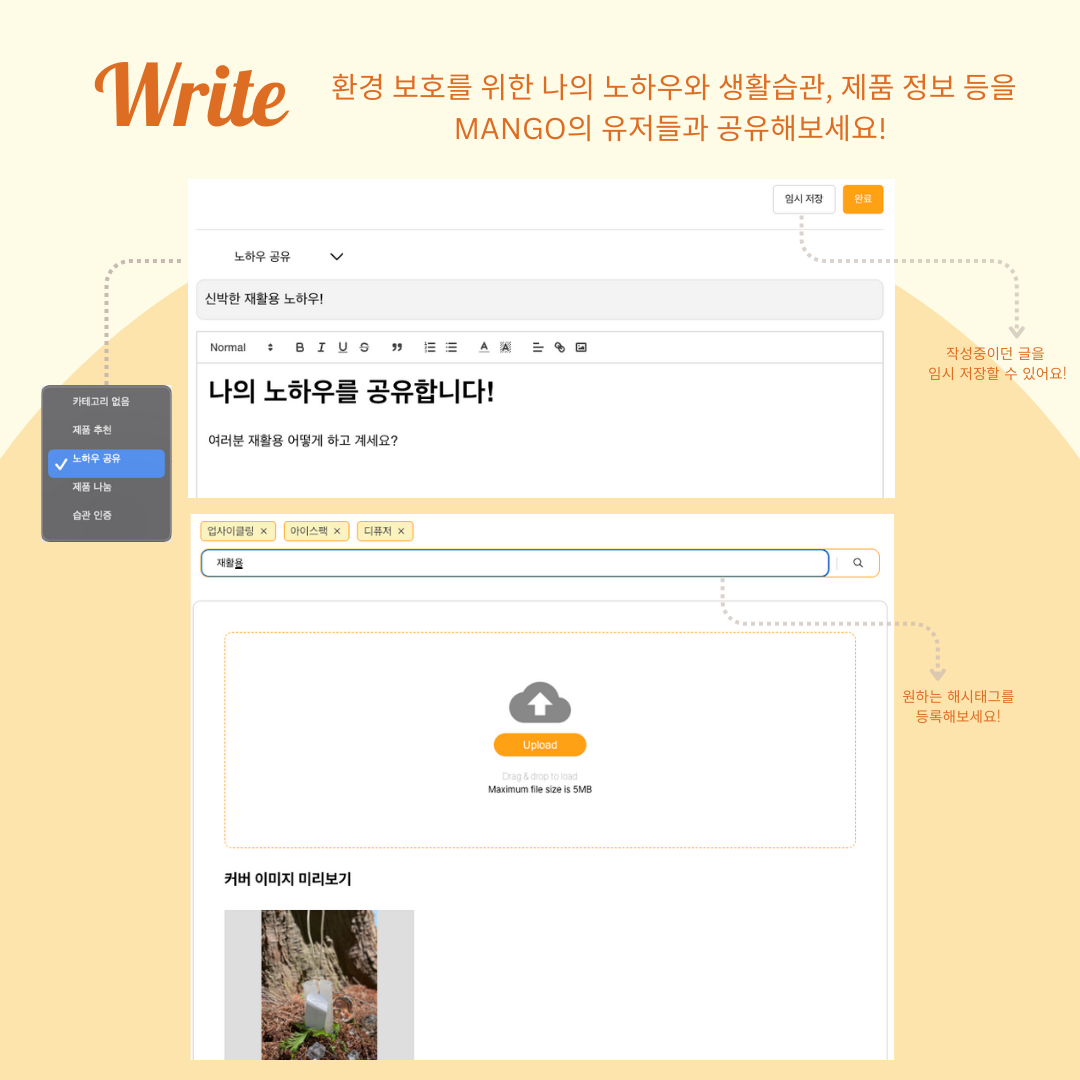 Write
환경 보호를 위한 나의 노하우와 생활습관, 제품 정보 등을
MANGO의 유저들과 공유해보세요!
임시 저장
완료
노하우 공유
신박한 재활용 노하우!
Normal
B I U S
A A
나의 노하우를 공유합니다!
여러분 재활용 어떻게 하고 계세요?
작성중이던 글을
임시 저장할 수 있어요!
카테고리 없음
제품 추천
노하우 공유
제품 나눔
습관 인증
업사이클링 × 아이스팩 × 디퓨저 ×
재활용
원하는 해시태그를
등록해보세요!
Upload
Drag & drop to load
Maximum file size is 5MB
커버 이미지 미리보기